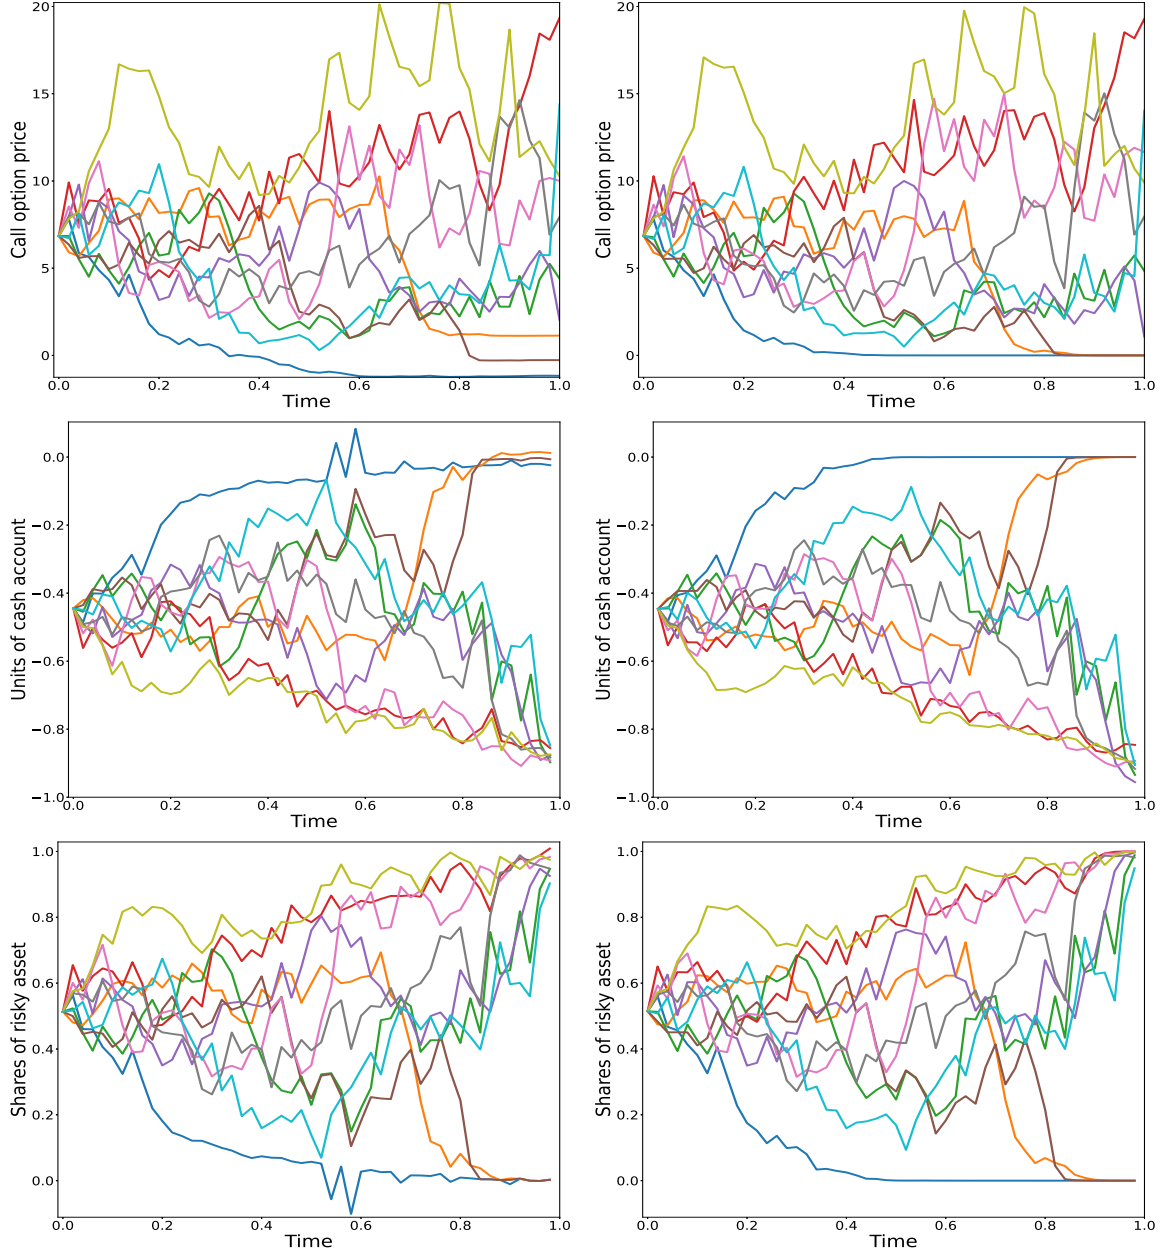 20
15
10
5
0
Call option price
0.0 0.2 0.4 0.6 0.8 1.0
Time
20
15
10
5
0
Call option price
0.0 0.2 0.4 0.6 0.8 1.0
Time
0.0
−0.2
−0.4
−0.6
−0.8
−1.0
Units of cash account
0.0 0.2 0.4 0.6 0.8 1.0
Time
0.0
−0.2
−0.4
−0.6
−0.8
−1.0
Units of cash account
0.0 0.2 0.4 0.6 0.8 1.0
Time
1.0
0.8
0.6
0.4
0.2
0.0
Shares of risky asset
0.0 0.2 0.4 0.6 0.8 1.0
Time
1.0
0.8
0.6
0.4
0.2
0.0
Shares of risky asset
0.0 0.2 0.4 0.6 0.8 1.0
Time